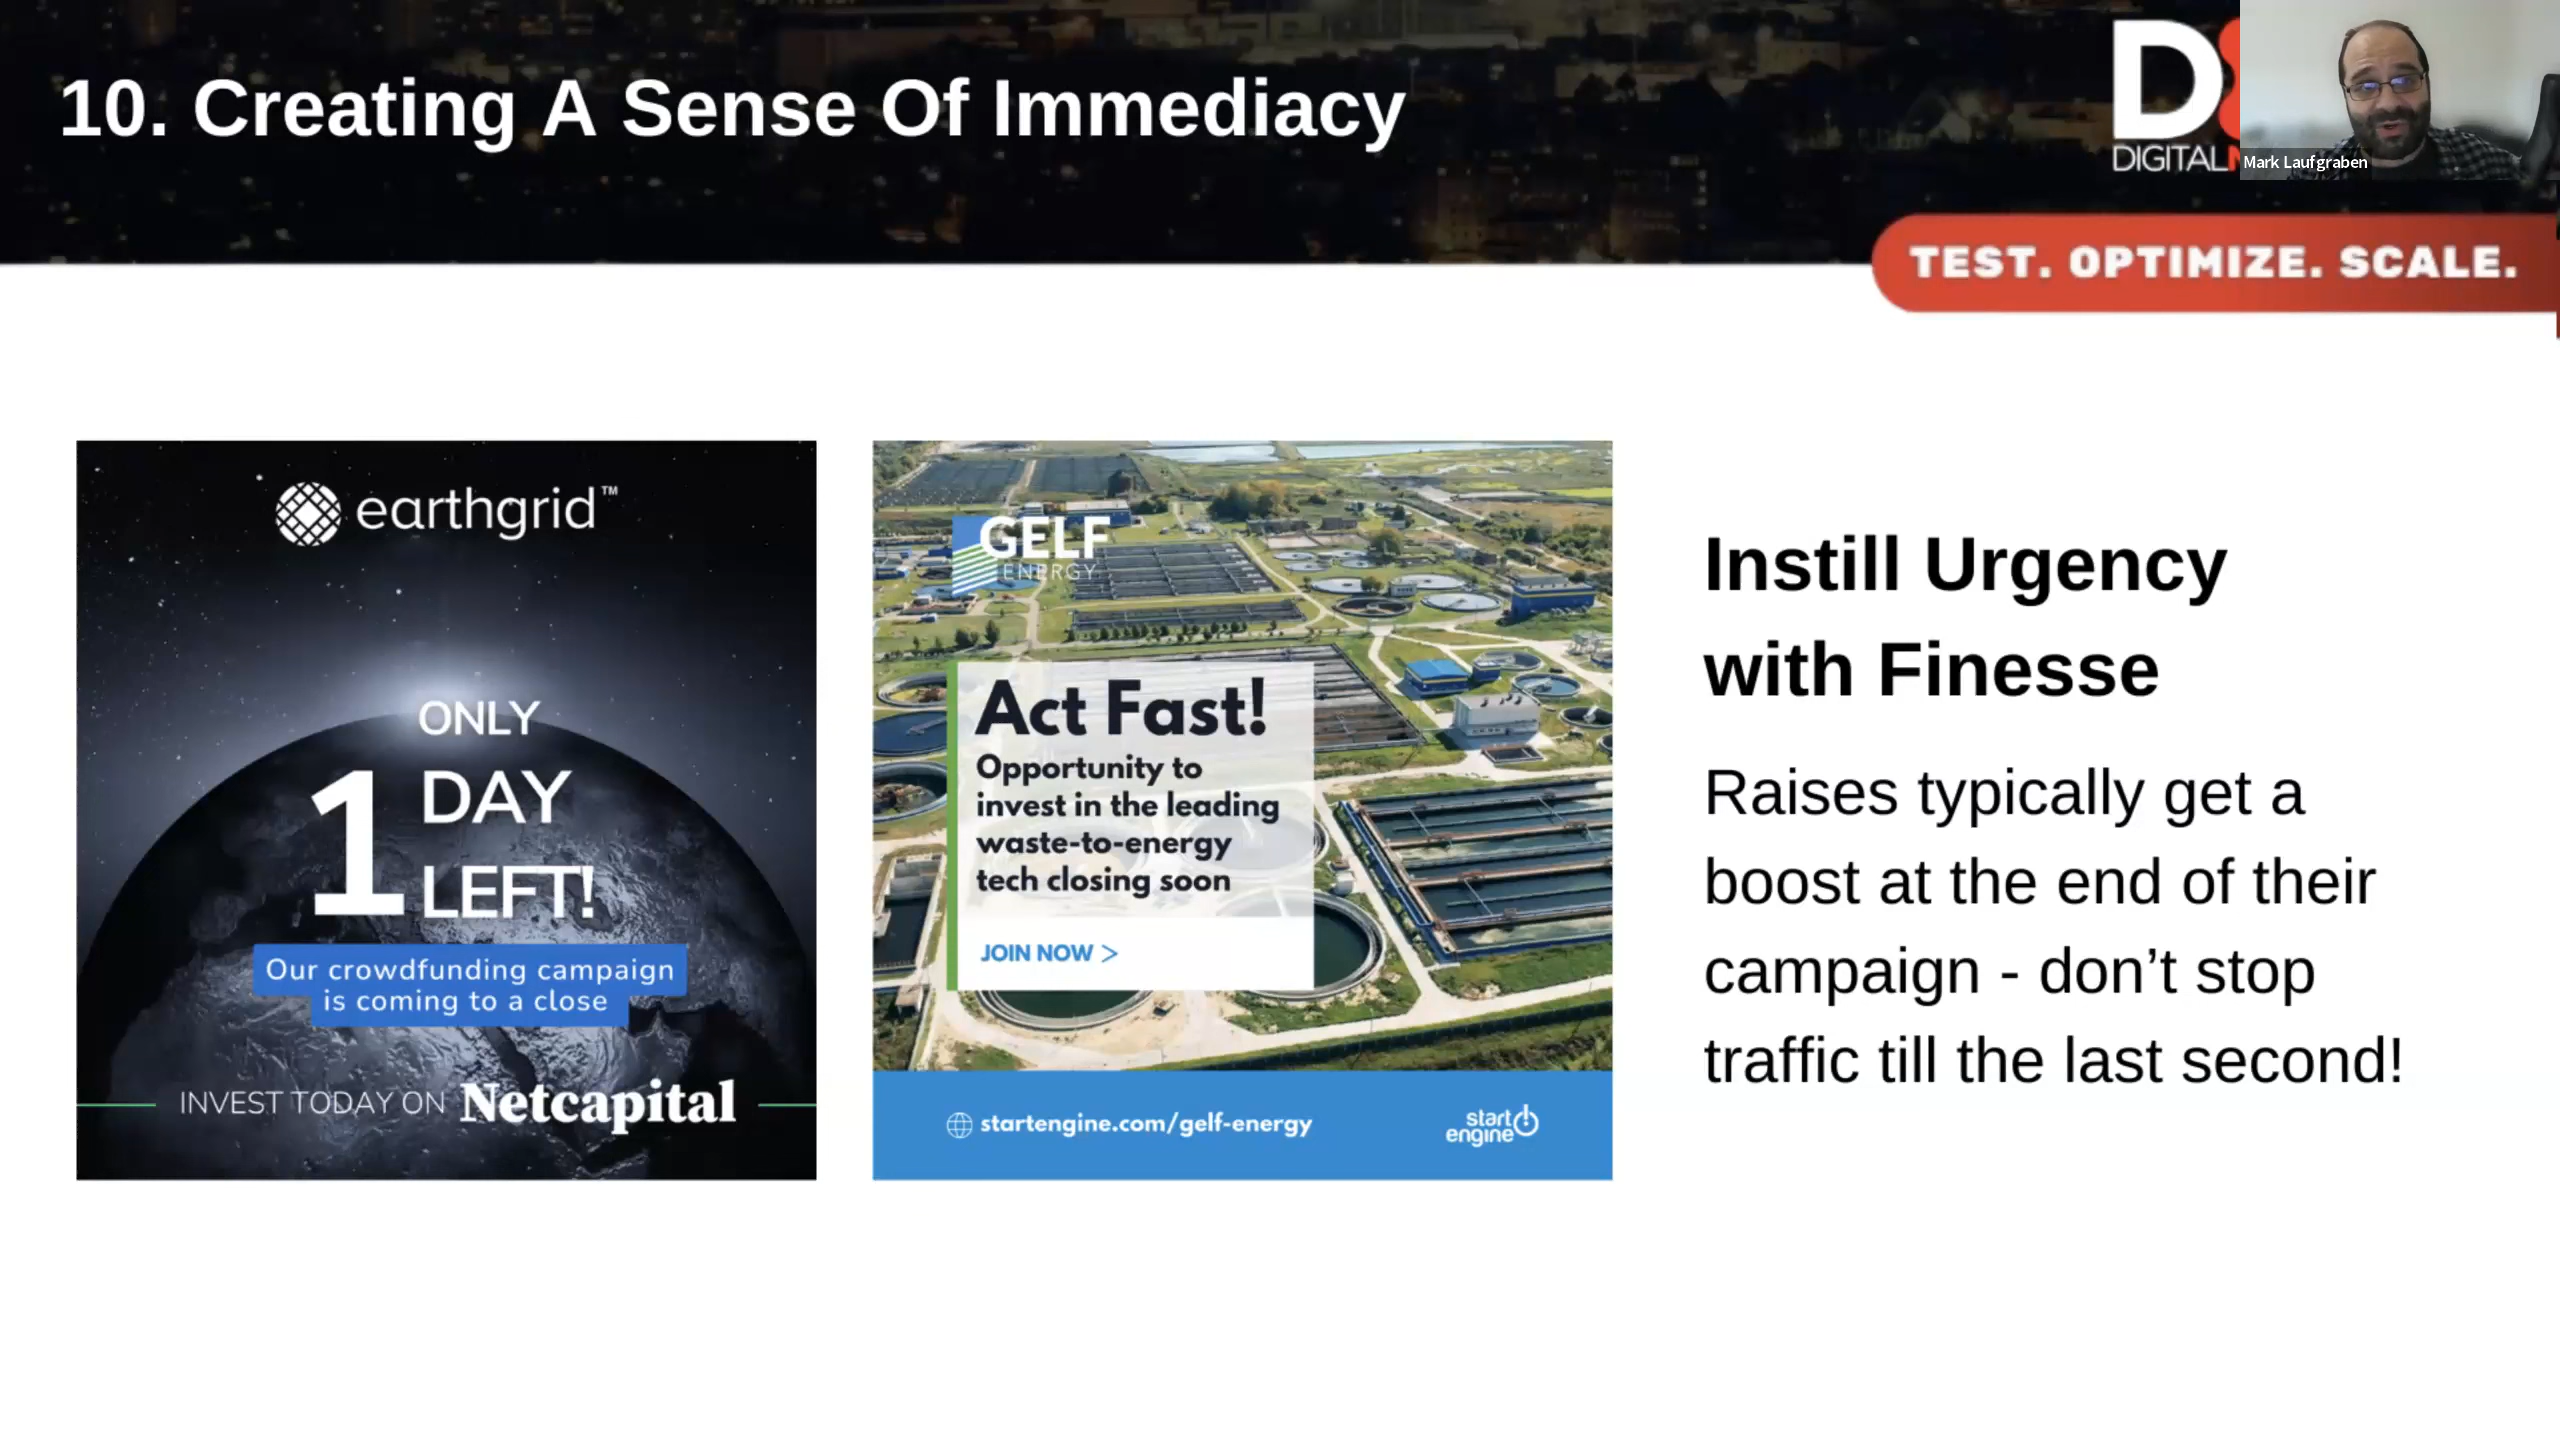 10. Creating A Sense Of Immediacy
DIGITAL
Mark Laufgraben
TEST. OPTIMIZE. SCALE.
earthgrid™
ONLY
1 DAY
LEFT!
Our crowdfunding campaign
is coming to a close
INVEST TODAY ON Netcapital
GELF
ENERGY
Act Fast!
Opportunity to
invest in the leading
waste-to-energy
tech closing soon
JOIN NOW >
startengine.com/gelf-energy
start
engine
Instill Urgency
with Finesse
Raises typically get a
boost at the end of their
campaign - don’t stop
traffic till the last second!